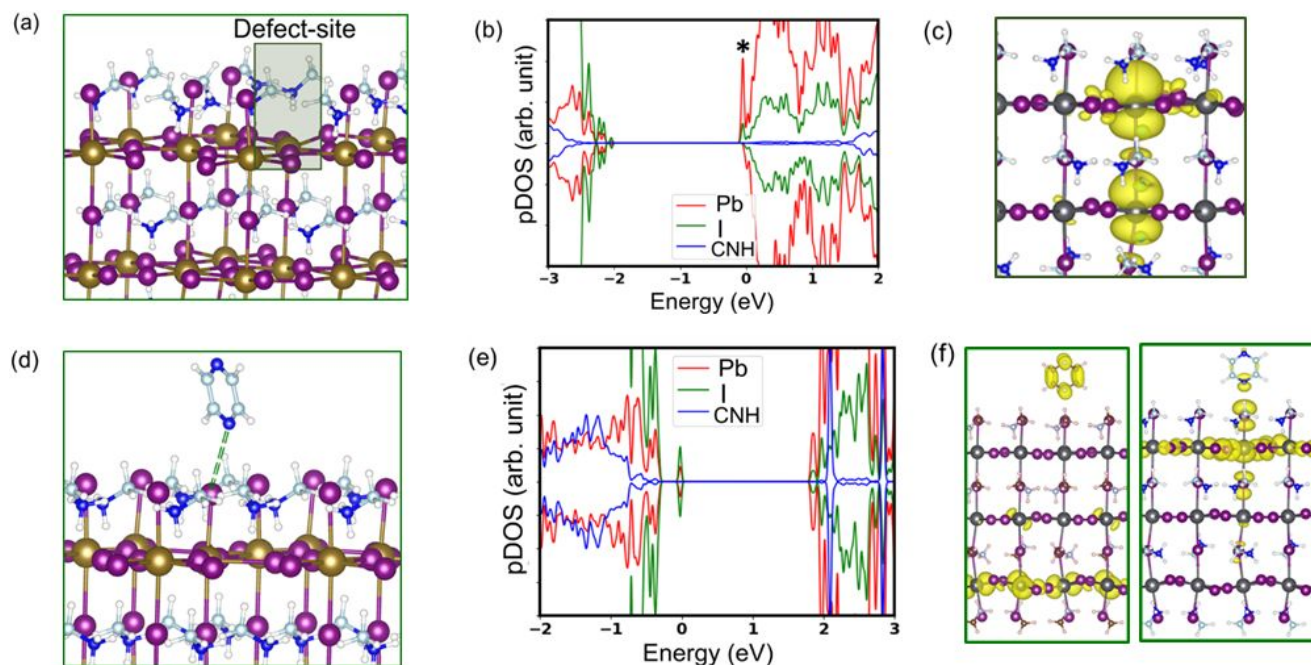 (a)
Defect-site
(b)
pDOS (arb. unit)
*
Pb
I
CNH
−3 −2 −1 0 1 2
Energy (eV)
(c)
(d)
(e)
pDOS (arb. unit)
Pb
I
CNH
−2 −1 0 1 2 3
Energy (eV)
(f)